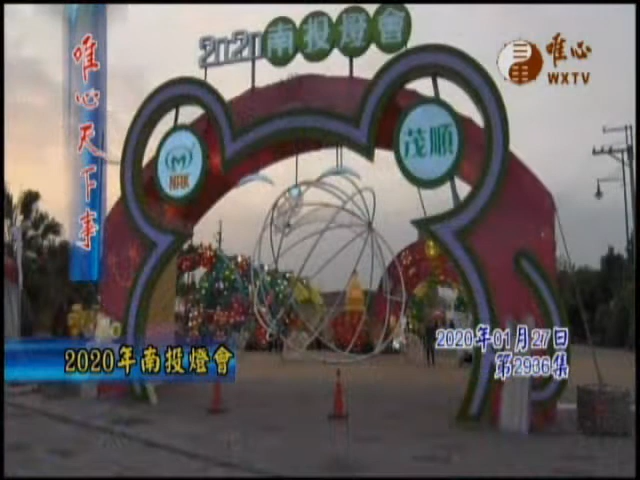 2020南投燈會
唯心
WXTV
唯心天下事
茂順
NAK
2020年01月27日
第2936集
2020年南投燈會